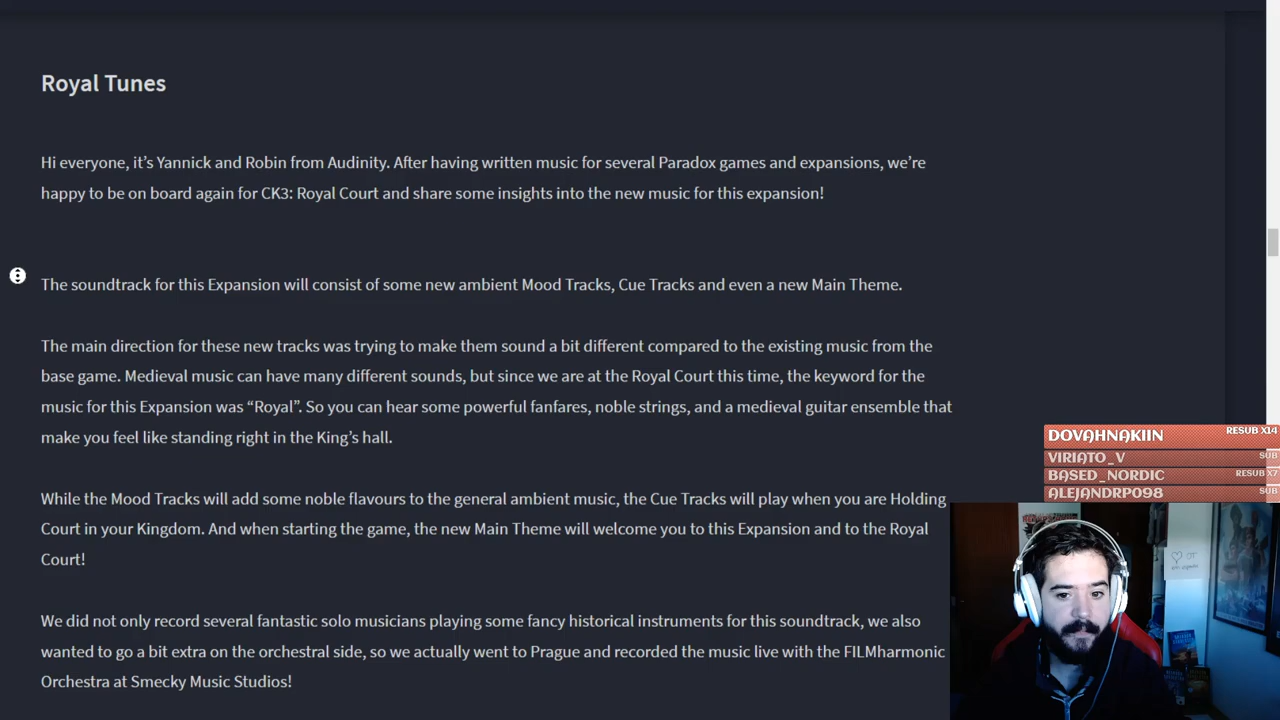 Royal Tunes
Hi everyone, it’s Yannick and Robin from Audinity. After having written music for several Paradox games and expansions, we’re
happy to be on board again for CK3: Royal Court and share some insights into the new music for this expansion!
The soundtrack for this Expansion will consist of some new ambient Mood Tracks, Cue Tracks and even a new Main Theme.
The main direction for these new tracks was trying to make them sound a bit different compared to the existing music from the
base game. Medieval music can have many different sounds, but since we are at the Royal Court this time, the keyword for the
music for this Expansion was “Royal”. So you can hear some powerful fanfares, noble strings, and a medieval guitar ensemble that
make you feel like standing right in the King’s hall.
DOVAHNAKIIN RESUB X14
VIRIATO_V SUB
BASED_NORDIC RESUB X7
ALEJANDRP098 SUB
While the Mood Tracks will add some noble flavours to the general ambient music, the Cue Tracks will play when you are Holding
Court in your Kingdom. And when starting the game, the new Main Theme will welcome you to this Expansion and to the Royal
Court!
We did not only record several fantastic solo musicians playing some fancy historical instruments for this soundtrack, we also
wanted to go a bit extra on the orchestral side, so we actually went to Prague and recorded the music live with the FILMharmonic
Orchestra at Smecky Music Studios!